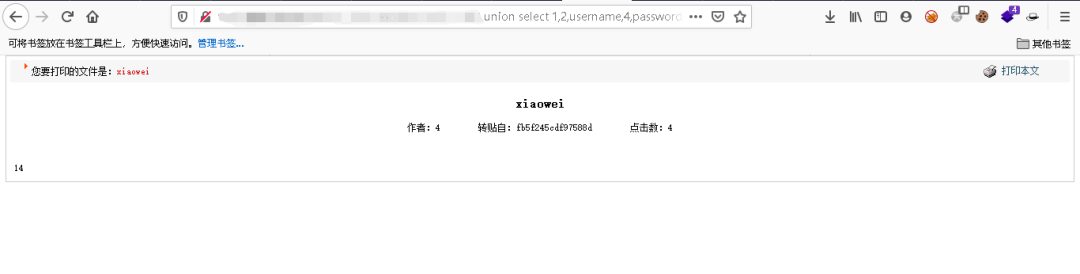 union select 1,2,username,4,password
4
可将书签放在书签工具栏上，方便快速访问。管理书签... 其他书签
您要打印的文件是：xiaowei 打印本文
xiaowei
作者：4 转贴自：fb5f245cdf97588d 点击数：4
14